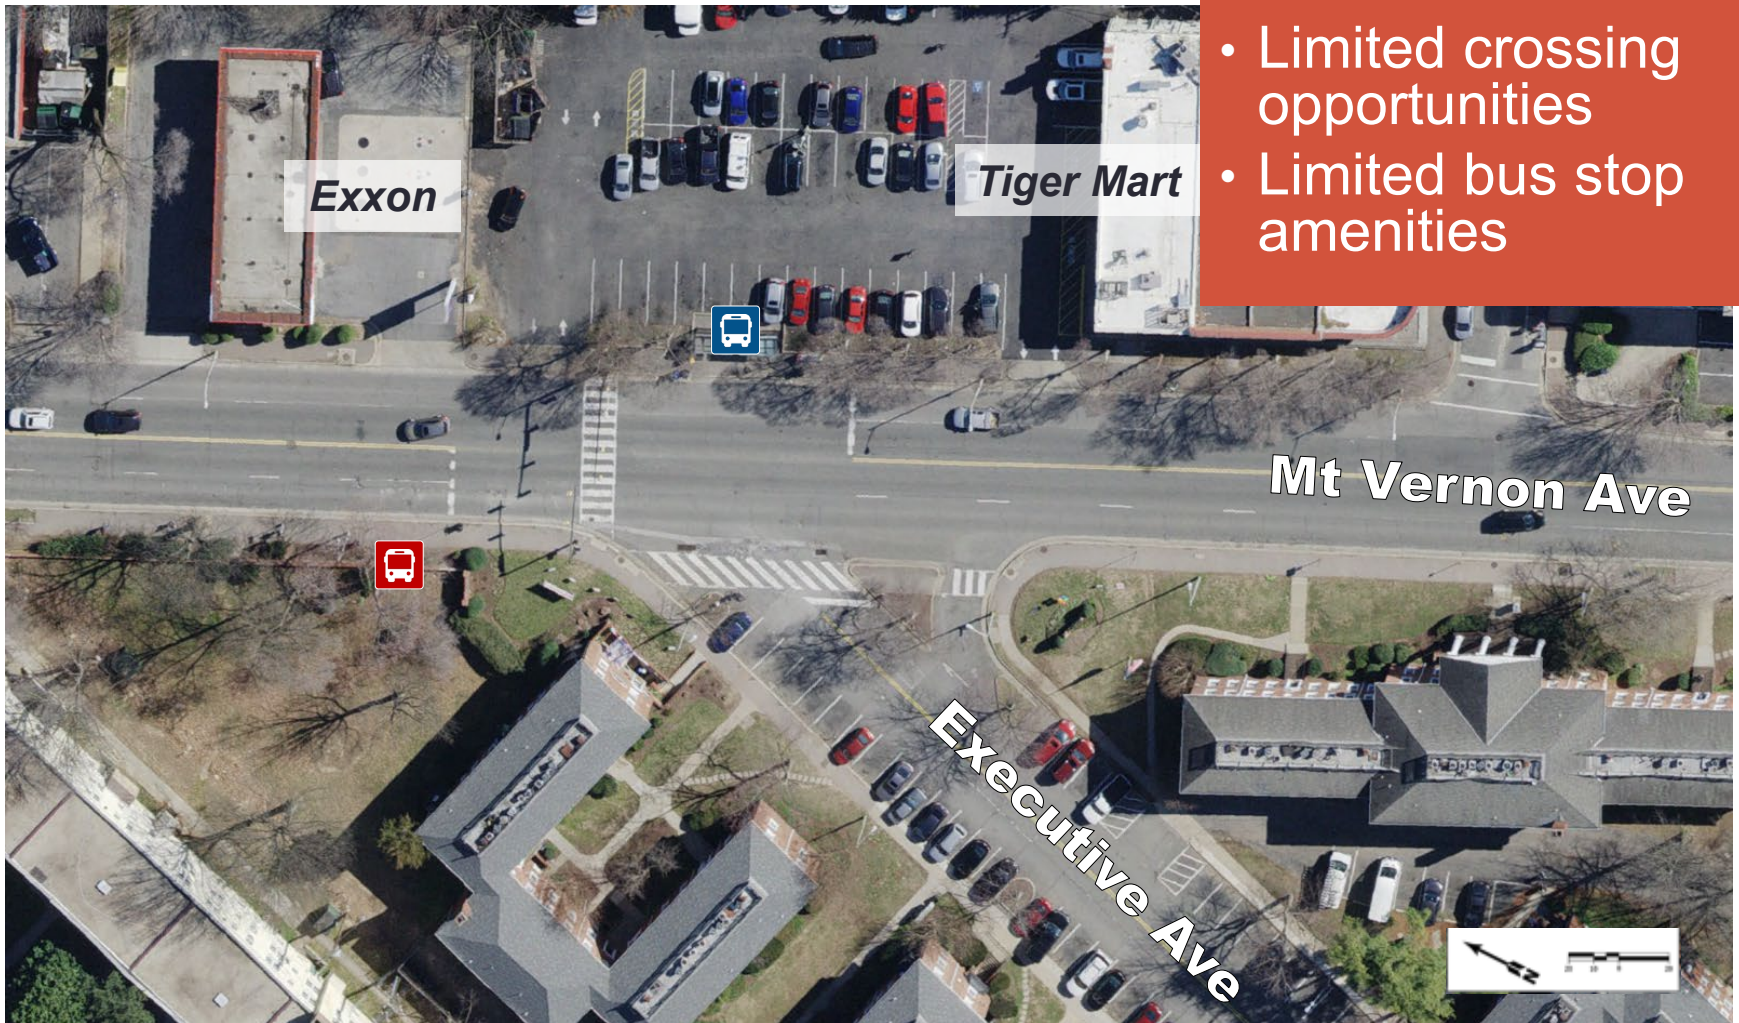 • Limited crossing
opportunities
• Limited bus stop
amenities
Exxon
Tiger Mart
Mt Vernon Ave
Executive Ave
N